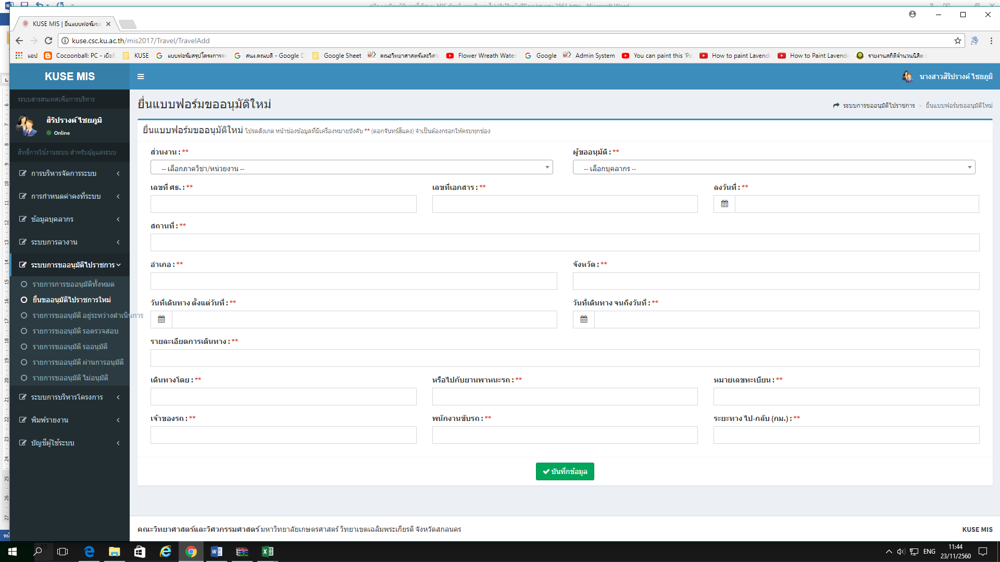 KUSE MIS | ยื่นแบบฟอร์มขอ
kuse.csc.ku.ac.th/mis2017/Travel/TravelAdd
แอป
Cocoonball: PC - เบื่อ
KUSE
แบบฟอร์มสรุปโครงการ
สนง.คณบดี - Google D
Google Sheet
คณะวิทยาศาสตร์และวิศว
Flower Wreath Water
Google
Admin System
You can paint this 'Po
How to paint Lavend
How to Paint Lavend
รายงานสถิติจำนวนนิสิต
KUSE MIS
นางสาวสิริปรางค์ ไชยภูมิ
ระบบสารสนเทศเพื่อการบริหาร
สิริปรางค์ ไชยภูมิ
Online
สิทธิ์การใช้งานระบบ สำหรับผู้ดูแลระบบ
การบริหารจัดการระบบ
การกำหนดค่าคงที่ระบบ
ข้อมูลบุคลากร
ระบบการลางาน
ระบบการขออนุมัติไปราชการ
รายการการขออนุมัติทั้งหมด
ยื่นขออนุมัติไปราชการใหม่
รายการขออนุมัติ อยู่ระหว่างดำเนินการ
รายการขออนุมัติ รอตรวจสอบ
รายการขออนุมัติ รออนุมัติ
รายการขออนุมัติ ผ่านการอนุมัติ
รายการขออนุมัติ ไม่อนุมัติ
ระบบการบริหารโครงการ
พิมพ์รายงาน
บัญชีผู้ใช้ระบบ
ยื่นแบบฟอร์มขออนุมัติใหม่
ระบบการขออนุมัติไปราชการ > ยื่นแบบฟอร์มขออนุมัติใหม่
ยื่นแบบฟอร์มขออนุมัติใหม่ โปรดสังเกต หน้าช่องข้อมูลที่มีเครื่องหมายบังคับ ** (ดอกจันทร์สีแดง) จำเป็นต้องกรอกให้ครบทุกช่อง
ส่วนงาน : **
ผู้ขออนุมัติ : **
-- เลือกภาควิชา/หน่วยงาน --
-- เลือกบุคลากร --
เลขที่ ศธ. : **
เลขที่เอกสาร : **
ลงวันที่ : **
สถานที่ : **
อำเภอ : **
จังหวัด : **
วันที่เดินทาง ตั้งแต่วันที่ : **
วันที่เดินทาง จนถึงวันที่ : **
รายละเอียดการเดินทาง : **
เดินทางโดย : **
หรือไปกับยานพาหนะรถ : **
หมายเลขทะเบียน : **
เจ้าของรถ : **
พนักงานขับรถ : **
ระยะทาง ไป-กลับ (กม.) : **
บันทึกข้อมูล
คณะวิทยาศาสตร์และวิศวกรรมศาสตร์ มหาวิทยาลัยเกษตรศาสตร์ วิทยาเขตเฉลิมพระเกียรติ จังหวัดสกลนคร
KUSE MIS
ENG
11:44
23/11/2560